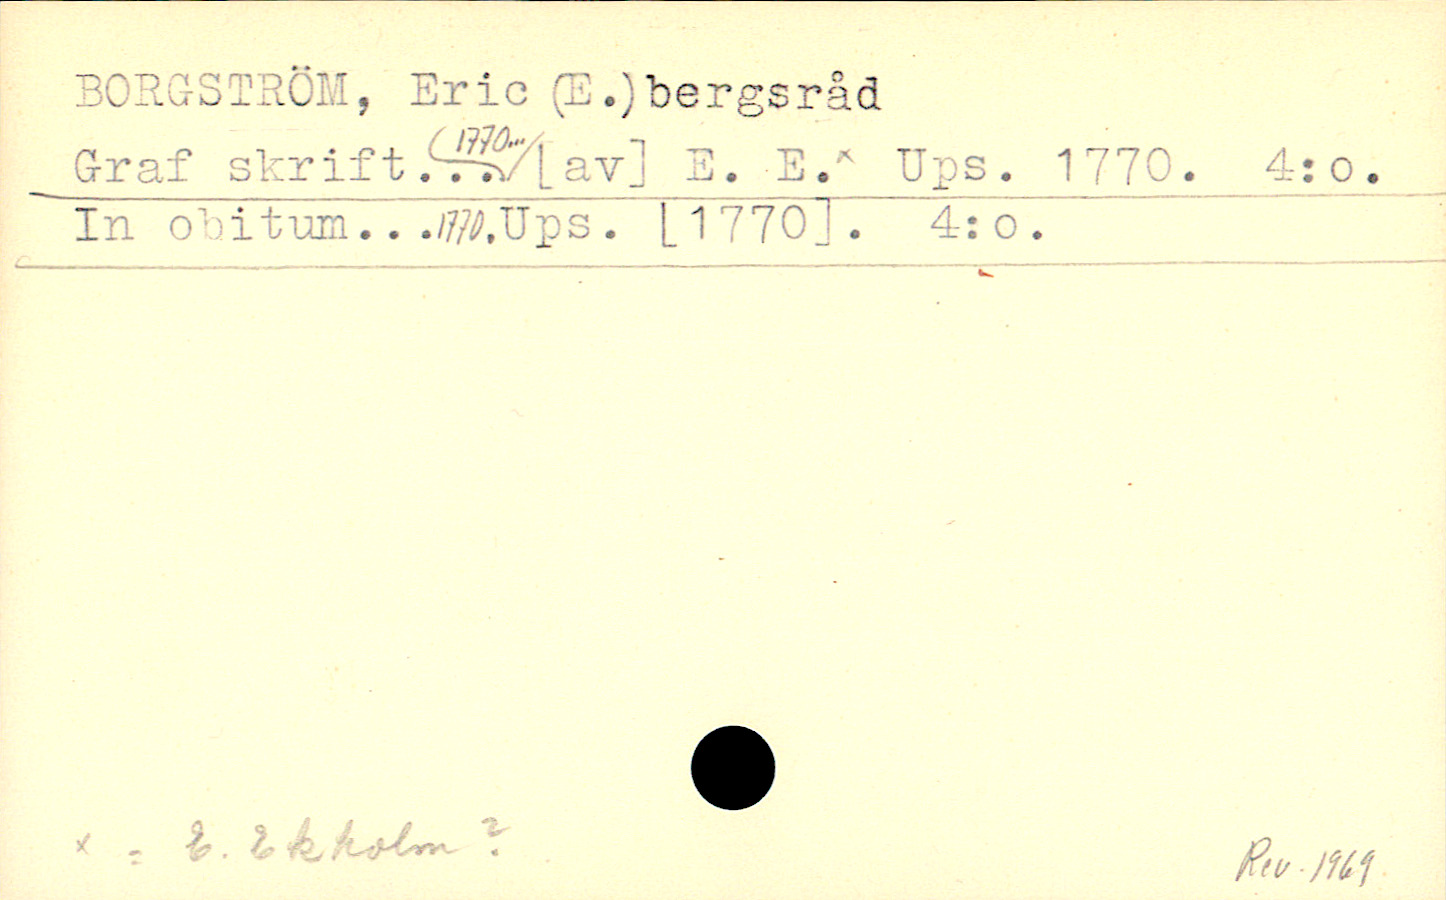 BORGSTRÖM, Eric (E.) bergsråd
Graf skrift... 1770... [av] E. E.x Ups. 1770. 4:o.
In obitum... 1770. Ups. [1770]. 4:o.
x = E. Ekholm?
Rev. 1969